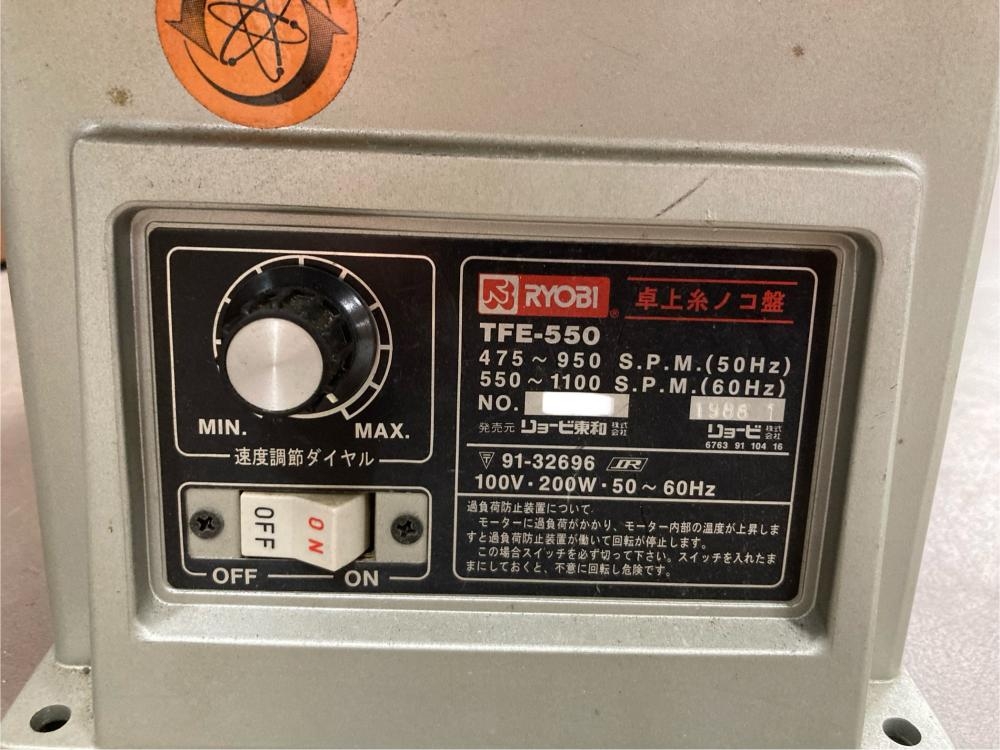 MIN.
MAX.
速度調節ダイヤル
OFF
ON
OFF
ON
RYOBI®
卓上糸ノコ盤
TFE-550
475～950 S.P.M.(50Hz)
550～1100 S.P.M.(60Hz)
NO.
1986 1
発売元 リョービ東和 株式会社
リョービ 株式会社
6763 91 104 16
〒 91-32696
100V・200W・50～60Hz
過負荷防止装置について
モーターに過負荷がかかり、モーター内部の温度が上昇しま
すと過負荷防止装置が働いて回転が停止します。
この場合スイッチを必ず切って下さい。スイッチを入れたま
まにしておくと、不意に回転し危険です。